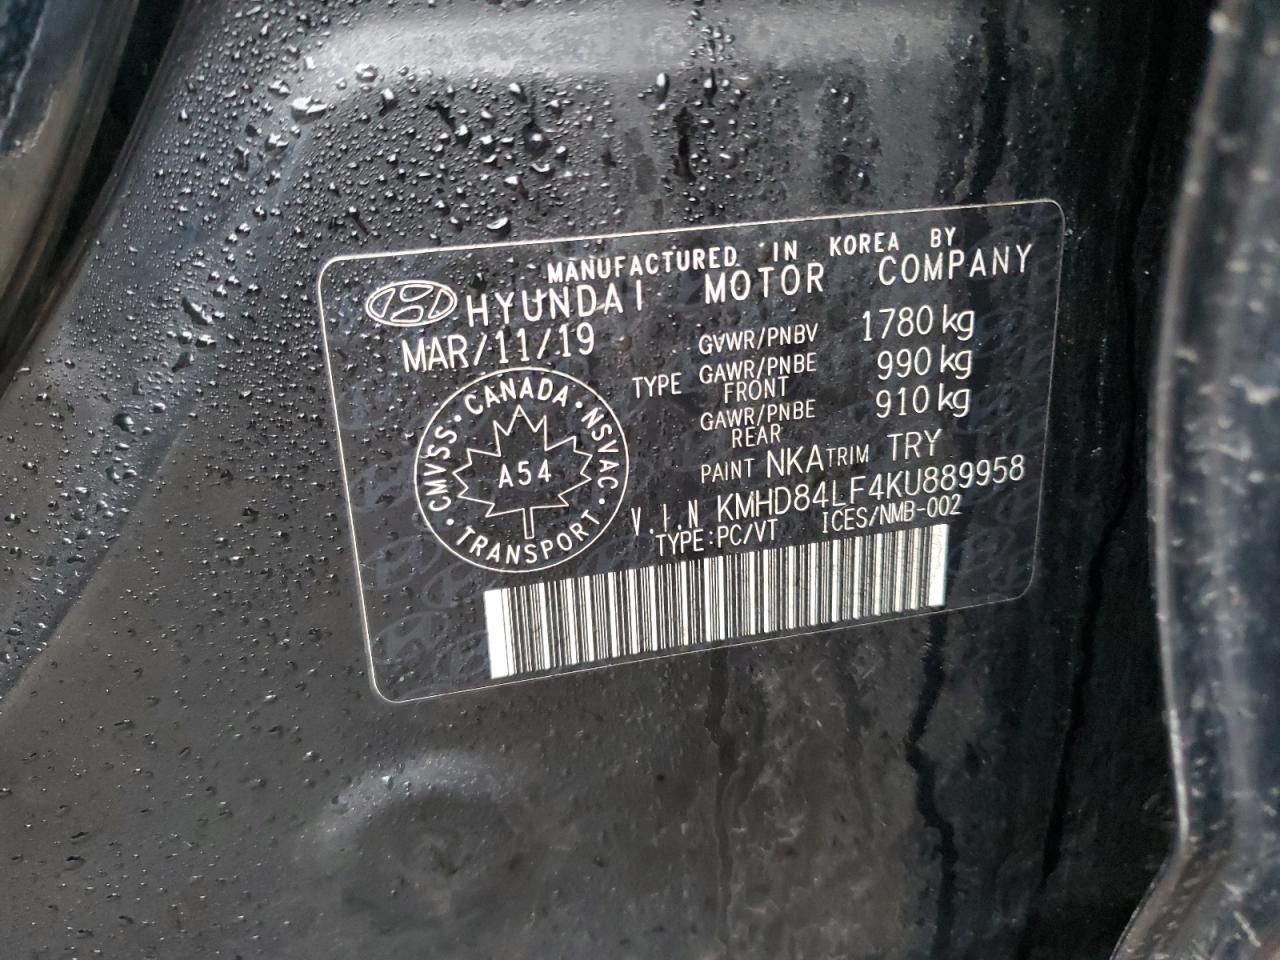 MANUFACTURED IN KOREA BY
HYUNDAI MOTOR COMPANY
MAR/11/19
GVWR/PNBV 1780 kg
TYPE GAWR/PNBE FRONT 990 kg
GAWR/PNBE REAR 910 kg
CANADA · NSVAC · TRANSPORT · CMVSS ·
A54
PAINT NKA TRIM TRY
V.I.N KMHD84LF4KU889958
TYPE:PC/VT ICES/NMB-002